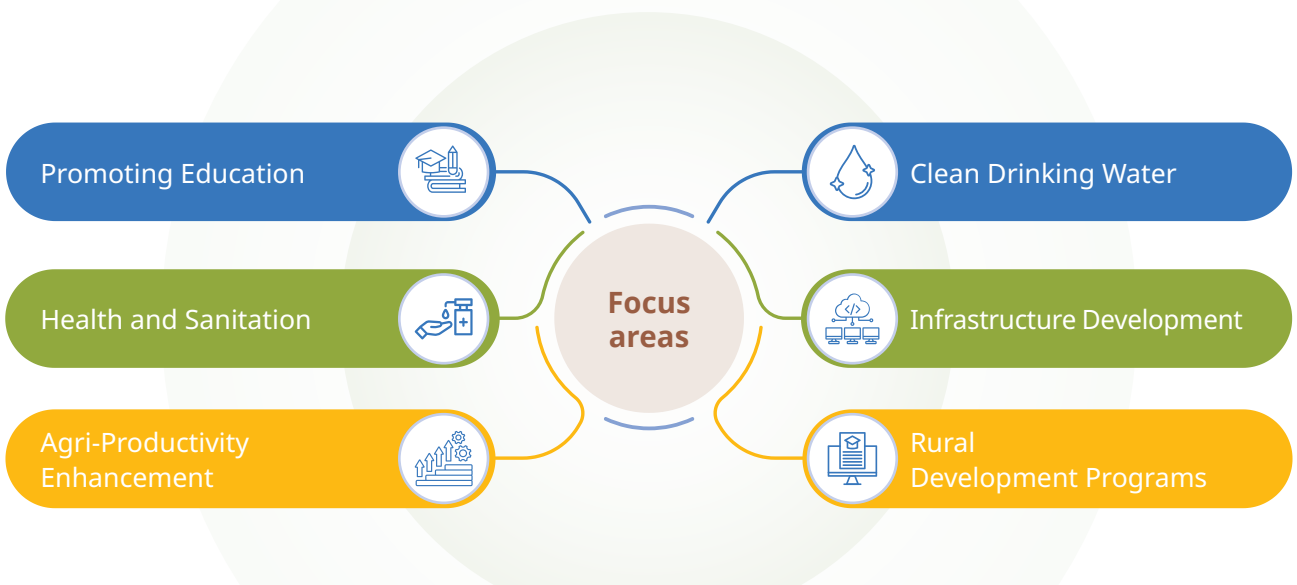 Promoting Education
Clean Drinking Water
Focus
areas
Health and Sanitation
Infrastructure Development
Agri-Productivity
Enhancement
Rural
Development Programs